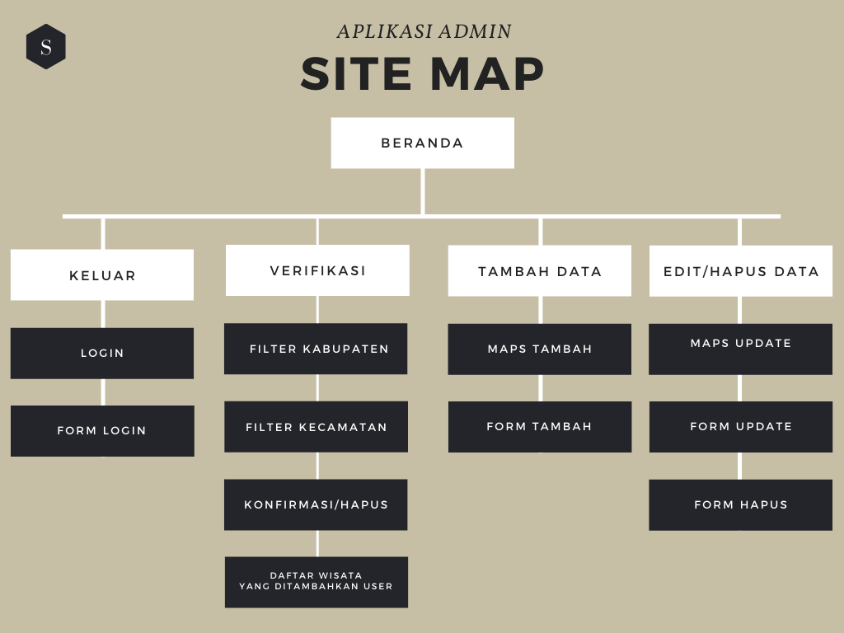 S
APLIKASI ADMIN
SITE MAP
BERANDA
KELUAR
LOGIN
FORM LOGIN
VERIFIKASI
FILTER KABUPATEN
FILTER KECAMATAN
KONFIRMASI/HAPUS
DAFTAR WISATA
YANG DITAMBAHKAN USER
TAMBAH DATA
MAPS TAMBAH
FORM TAMBAH
EDIT/HAPUS DATA
MAPS UPDATE
FORM UPDATE
FORM HAPUS